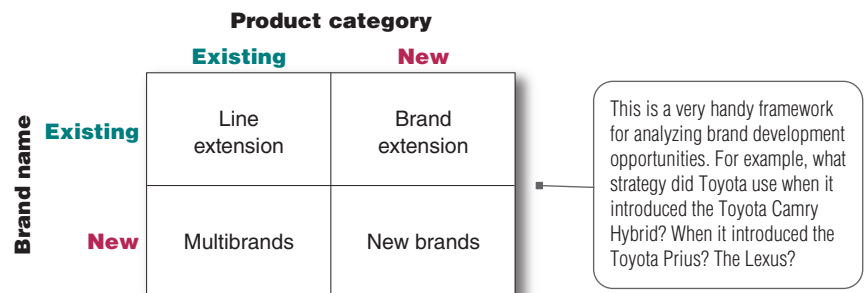 Product category
Existing New
Brand name
Existing
Line
extension
Brand
extension
New
Multibrands
New brands
This is a very handy framework
for analyzing brand development
opportunities. For example, what
strategy did Toyota use when it
introduced the Toyota Camry
Hybrid? When it introduced the
Toyota Prius? The Lexus?